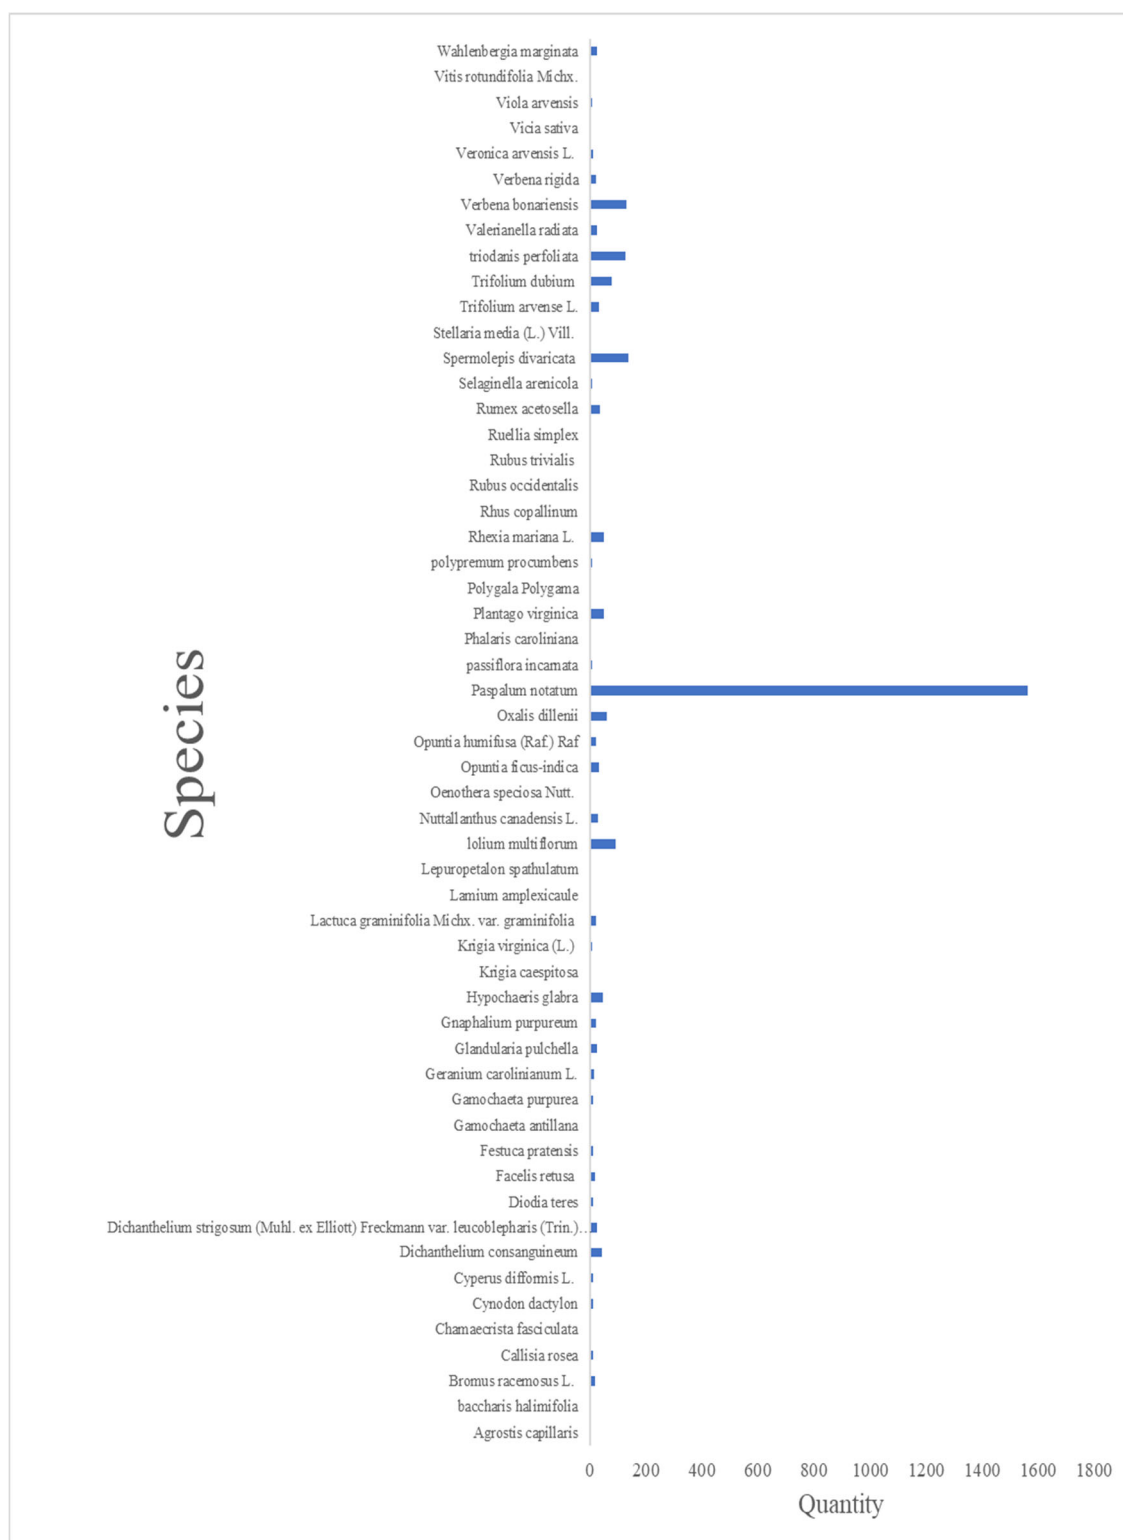 Wahlenbergia marginata
Vitis rotundifolia Michx.
Viola arvensis
Vicia sativa
Veronica arvensis L.
Verbena rigida
Verbena bonariensis
Valerianella radiata
triodanis perfoliata
Trifolium dubium
Trifolium arvense L.
Stellaria media (L.) Vill.
Spermolepis divaricata
Selaginella arenicola
Rumex acetosella
Ruellia simplex
Rubus trivialis
Rubus occidentalis
Rhus copallinum
Rhexia mariana L.
polypremum procumbens
Polygala Polygama
Plantago virginica
Phalaris caroliniana
passiflora incarnata
Paspalum notatum
Oxalis dillenii
Opuntia humifusa (Raf.) Raf
Opuntia ficus-indica
Oenothera speciosa Nutt.
Nuttallanthus canadensis L.
lolium multiflorum
Lepuropetalon spathulatum
Lamium amplexicaule
Lactuca graminifolia Michx. var. graminifolia
Krigia virginica (L.)
Krigia caespitosa
Hypochaeris glabra
Gnaphalium purpureum
Glandularia pulchella
Geranium carolinianum L.
Gamochaeta purpurea
Gamochaeta antillana
Festuca pratensis
Facelis retusa
Diodia teres
Dichanthelium strigosum (Muhl. ex Elliott) Freckmann var. leucoblepharis (Trin.)…
Dichanthelium consanguineum
Cyperus difformis L.
Cynodon dactylon
Chamaecrista fasciculata
Callisia rosea
Bromus racemosus L.
baccharis halimifolia
Agrostis capillaris
Species
0 200 400 600 800 1000 1200 1400 1600 1800
Quantity